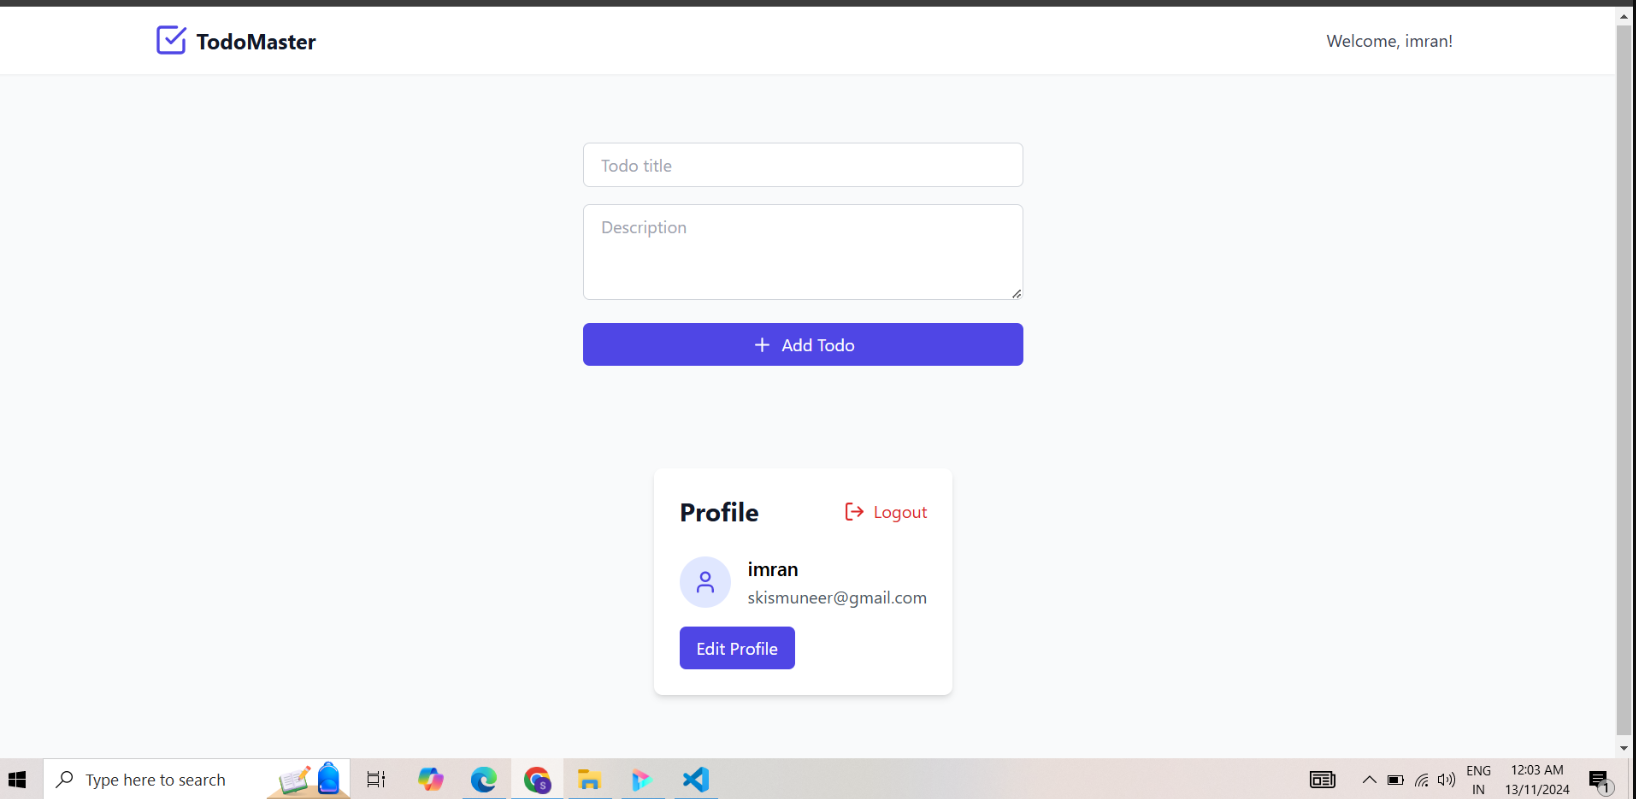 TodoMaster
Welcome, imran!
Todo title
Description
Add Todo
Profile
Logout
imran
skismuneer@gmail.com
Edit Profile
Type here to search
S
ENG
IN
12:03 AM
13/11/2024
1